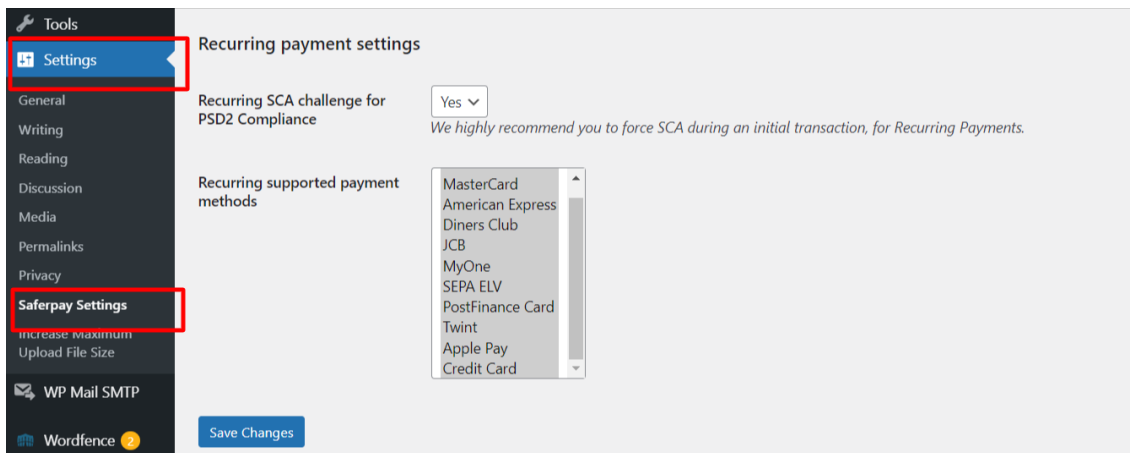 Tools
Settings
General
Writing
Reading
Discussion
Media
Permalinks
Privacy
Saferpay Settings
Increase Maximum
Upload File Size
WP Mail SMTP
Wordfence 2
Recurring payment settings
Recurring SCA challenge for
PSD2 Compliance
Yes
We highly recommend you to force SCA during an initial transaction, for Recurring Payments.
Recurring supported payment
methods
MasterCard
American Express
Diners Club
JCB
MyOne
SEPA ELV
PostFinance Card
Twint
Apple Pay
Credit Card
Save Changes